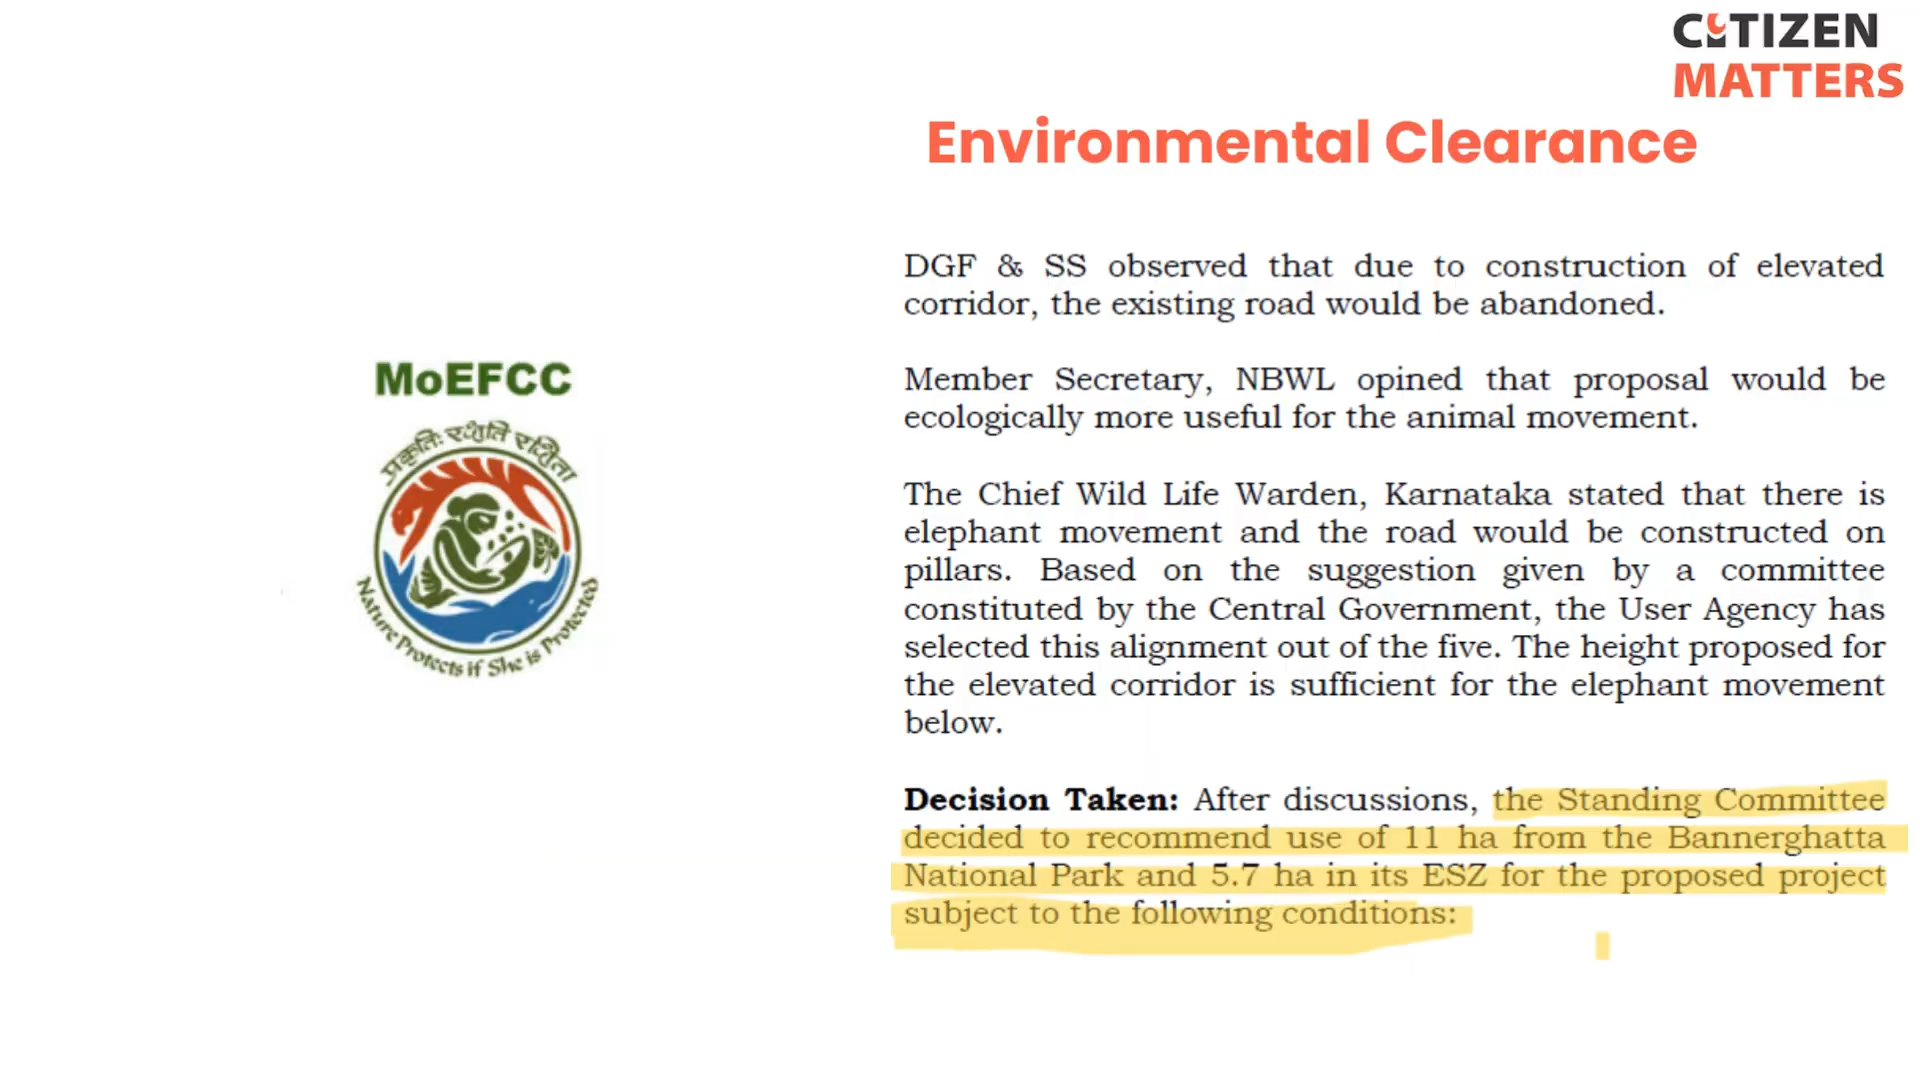 CITIZEN
MATTERS
Environmental Clearance
MoEFCC
प्रकृतिः रक्षति रक्षिता
Nature Protects if She is Protected
DGF & SS observed that due to construction of elevated
corridor, the existing road would be abandoned.
Member Secretary, NBWL opined that proposal would be
ecologically more useful for the animal movement.
The Chief Wild Life Warden, Karnataka stated that there is
elephant movement and the road would be constructed on
pillars. Based on the suggestion given by a committee
constituted by the Central Government, the User Agency has
selected this alignment out of the five. The height proposed for
the elevated corridor is sufficient for the elephant movement
below.
Decision Taken: After discussions, the Standing Committee
decided to recommend use of 11 ha from the Bannerghatta
National Park and 5.7 ha in its ESZ for the proposed project
subject to the following conditions: